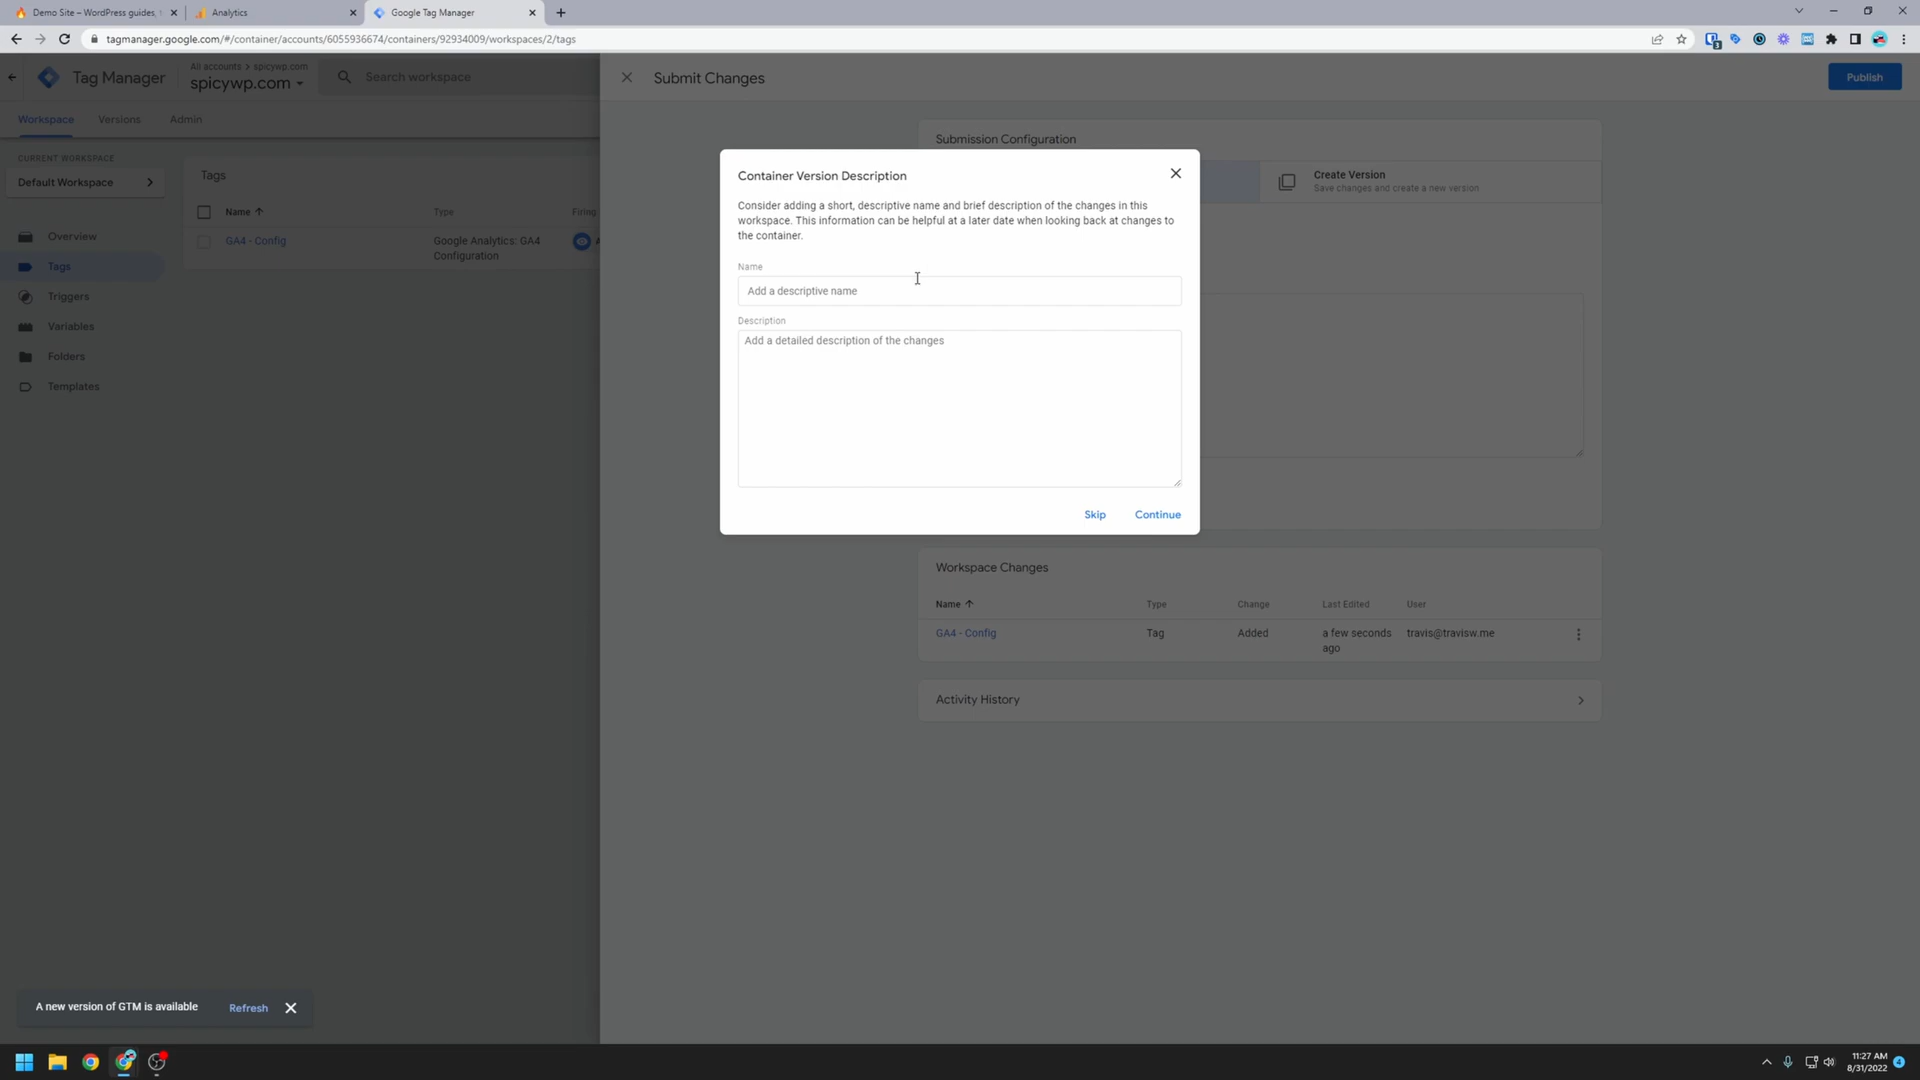 Demo Site – WordPress guides, t
Analytics
Google Tag Manager
tagmanager.google.com/#/container/accounts/6055936674/containers/92934009/workspaces/2/tags
Tag Manager
All accounts > spicywp.com
spicywp.com
Search workspace
Submit Changes
Publish
Workspace
Versions
Admin
Submission Configuration
CURRENT WORKSPACE
Default Workspace
Tags
Create Version
Save changes and create a new version
Name
Type
Firing
GA4 - Config
Google Analytics: GA4
Configuration
A
Overview
Tags
Triggers
Variables
Folders
Templates
Container Version Description
Consider adding a short, descriptive name and brief description of the changes in this
workspace. This information can be helpful at a later date when looking back at changes to
the container.
Name
Add a descriptive name
Description
Add a detailed description of the changes
Skip
Continue
Workspace Changes
Name
Type
Change
Last Edited
User
GA4 - Config
Tag
Added
a few seconds
ago
travis@travisw.me
Activity History
A new version of GTM is available
Refresh
11:27 AM
8/31/2022
4